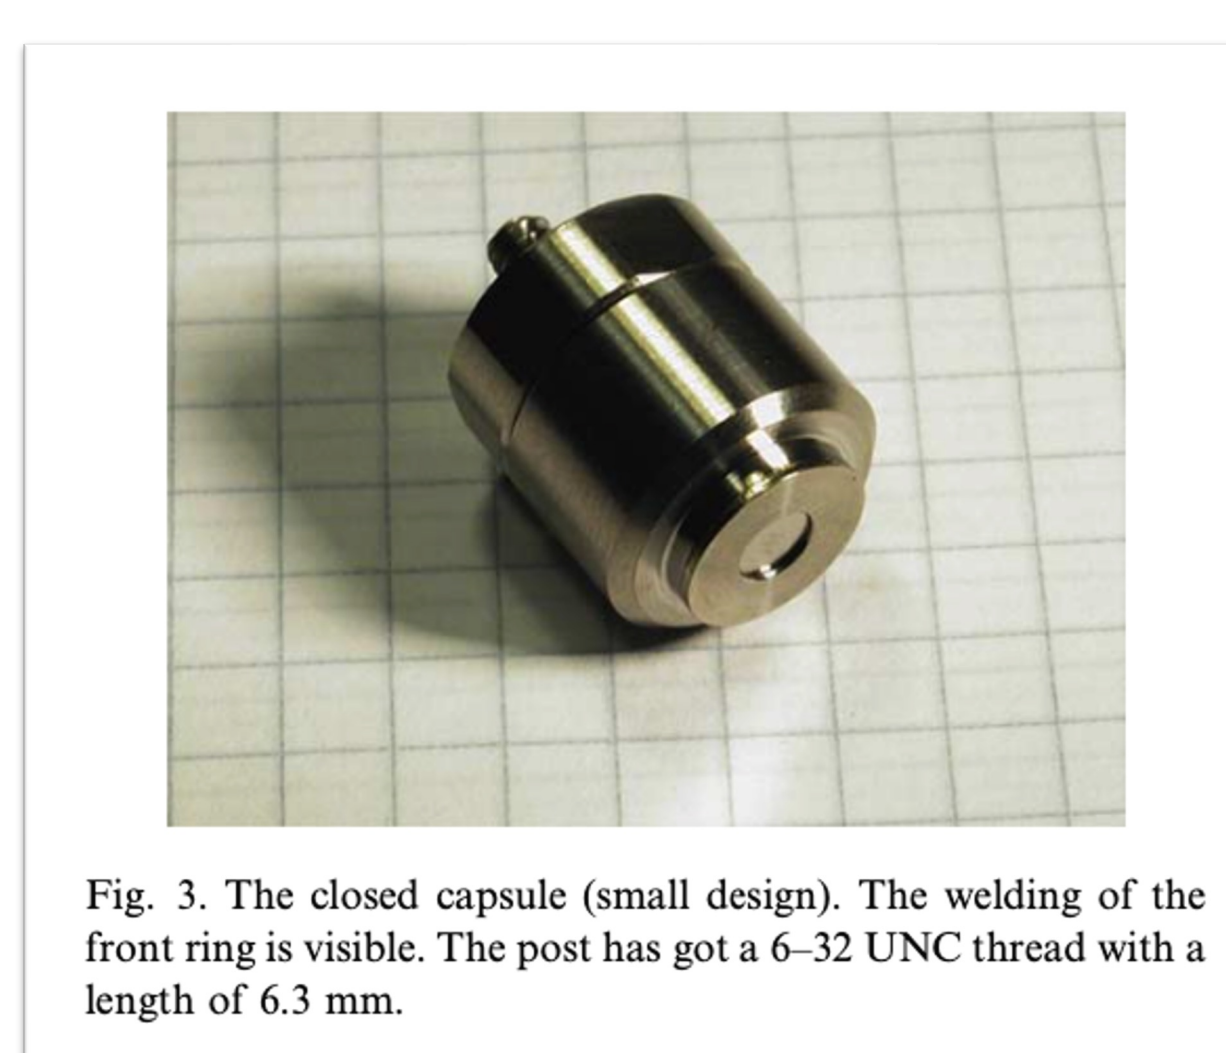 Fig. 3. The closed capsule (small design). The welding of the
front ring is visible. The post has got a 6–32 UNC thread with a
length of 6.3 mm.